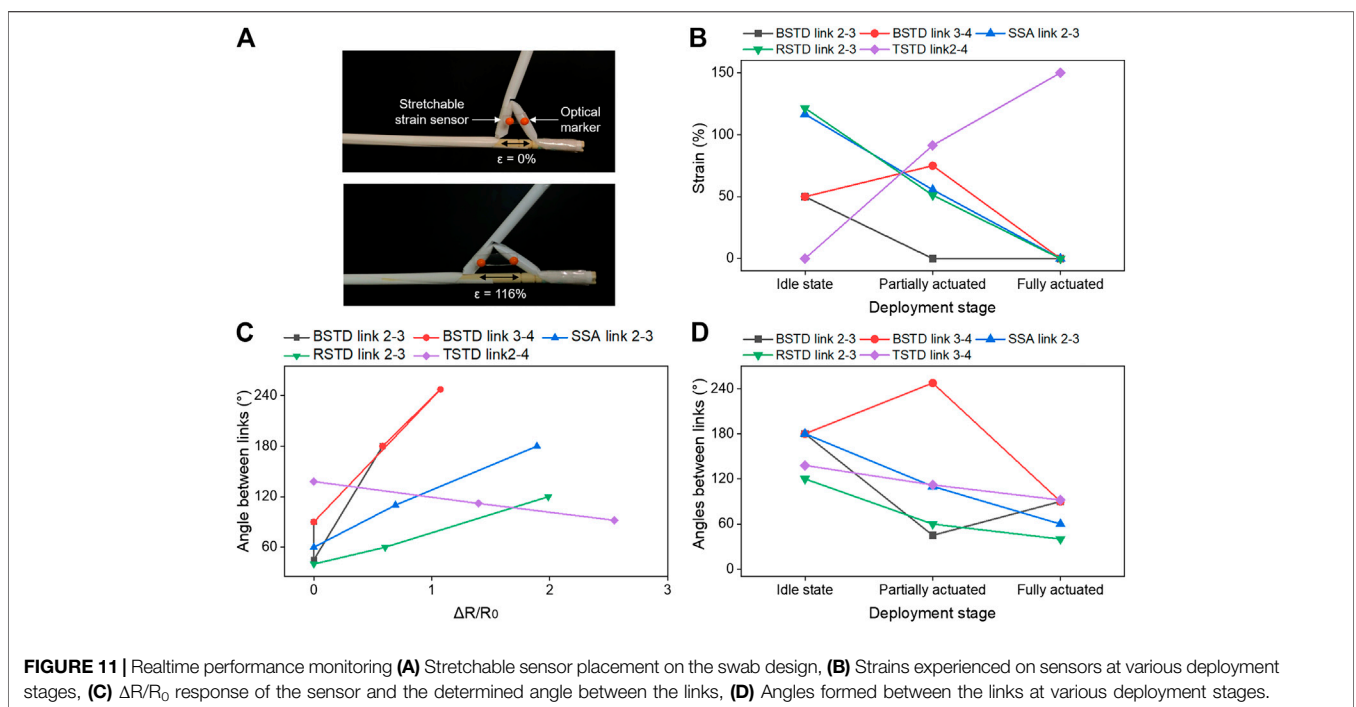 A
Stretchable
strain sensor
Optical
marker
ε = 0%
ε = 116%
B
BSTD link 2-3 BSTD link 3-4 SSA link 2-3
RSTD link 2-3 TSTD link2-4
150
100
50
0
Strain (%)
Idle state Partially actuated Fully actuated
Deployment stage
C
BSTD link 2-3 BSTD link 3-4 SSA link 2-3
RSTD link 2-3 TSTD link2-4
240
180
120
60
Angle between links (°)
0 1 2 3
ΔR/R0
D
BSTD link 2-3 BSTD link 3-4 SSA link 2-3
RSTD link 2-3 TSTD link 3-4
240
180
120
60
0
Angles between links (°)
Idle state Partially actuated Fully actuated
Deployment stage
FIGURE 11 | Realtime performance monitoring (A) Stretchable sensor placement on the swab design, (B) Strains experienced on sensors at various deployment
stages, (C) ΔR/R0 response of the sensor and the determined angle between the links, (D) Angles formed between the links at various deployment stages.